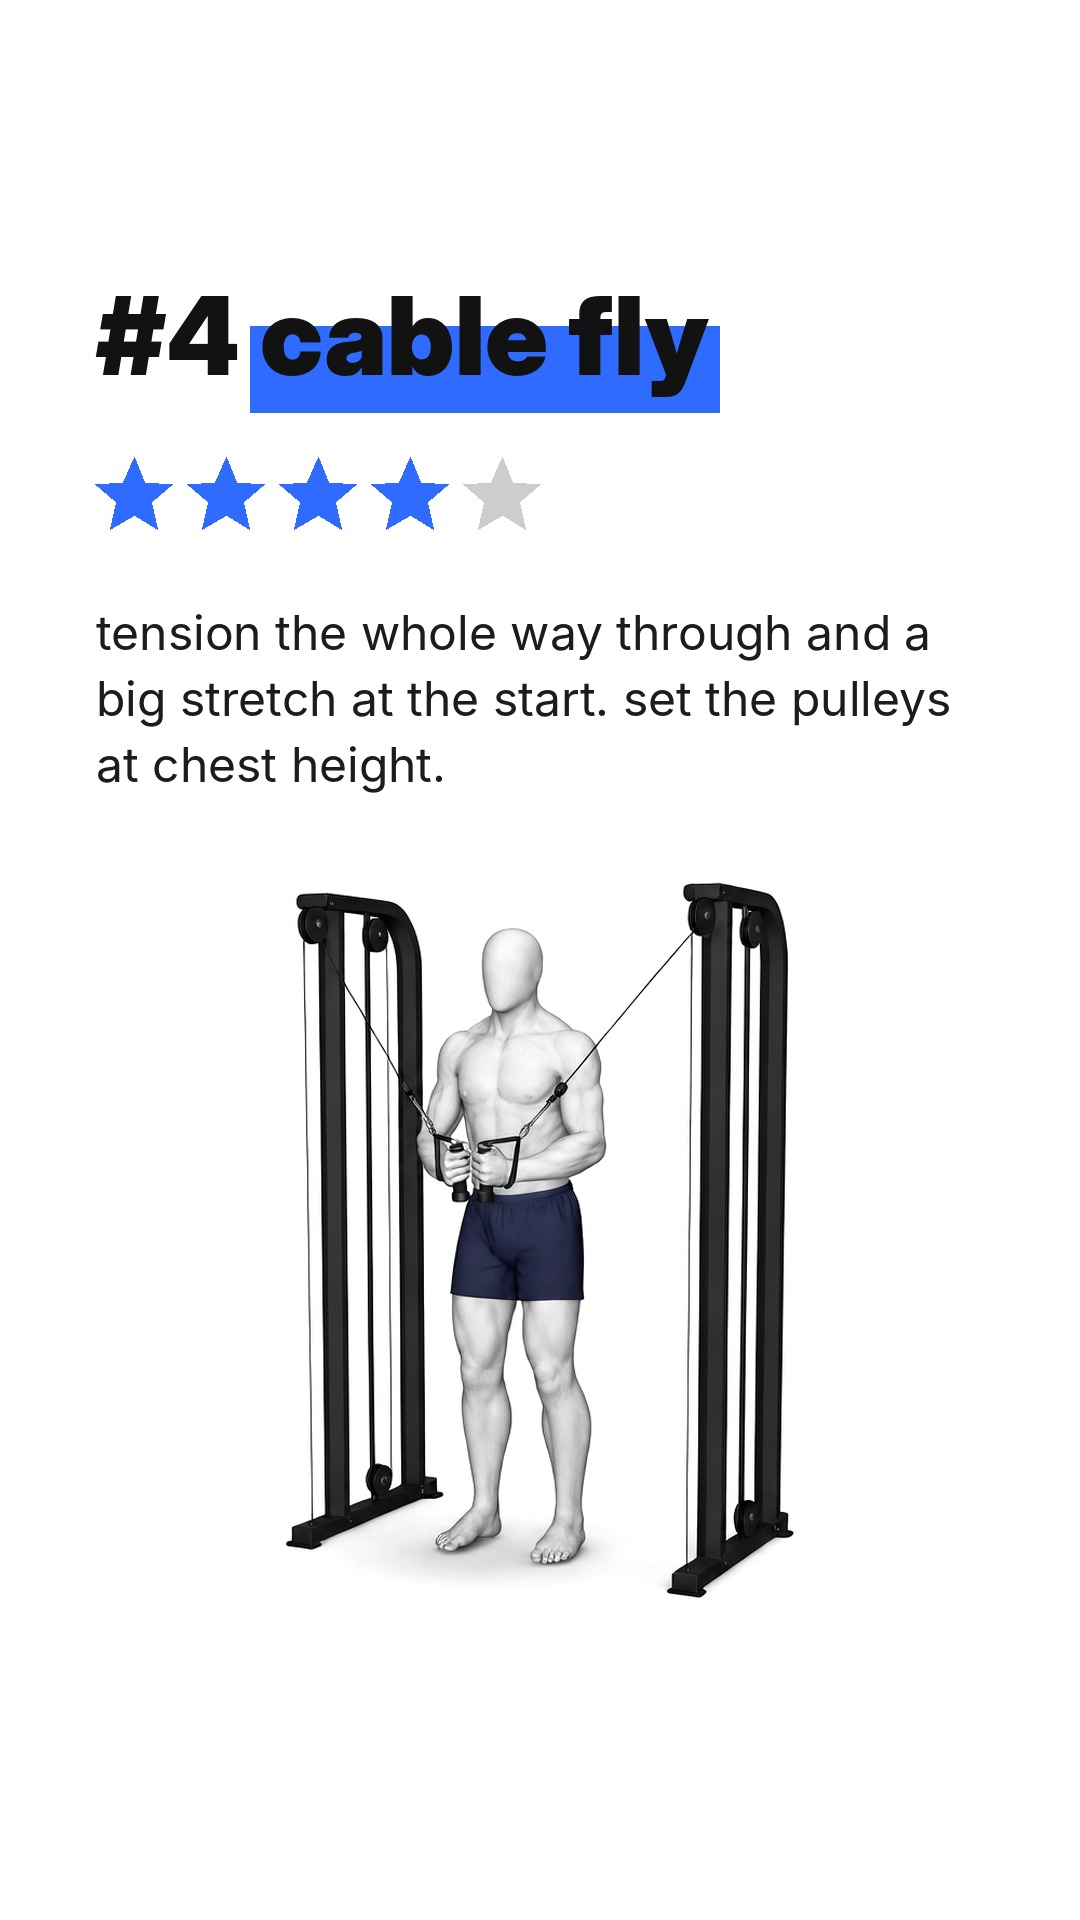 #4 cable fly
tension the whole way through and a
big stretch at the start. set the pulleys
at chest height.